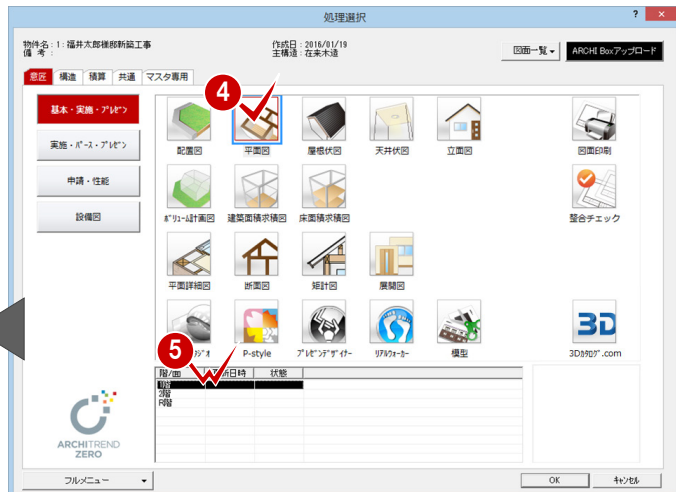 処理選択
? ×
物件名:1:福井太郎様邸新築工事
備 考:
作成日:2016/01/19
主構造:在来木造
図面一覧 ARCHI Boxアップロード
意匠 構造 積算 共通 マスタ専用
4
基本・実施・プレゼン
実施・パース・プレゼン
申請・性能
設備図
配置図 平面図 屋根伏図 天井伏図 立面図 図面印刷
ボリューム計画図 建築面積求積図 床面積求積図 整合チェック
平面詳細図 断面図 矩計図 展開図
P-style プレゼンデザイナー リアルウォーカー 模型 3Dカタログ.com
3D
5
階/面 新日時 状態
1階
2階
R階
ARCHITREND
ZERO
フルメニュー
OK キャンセル